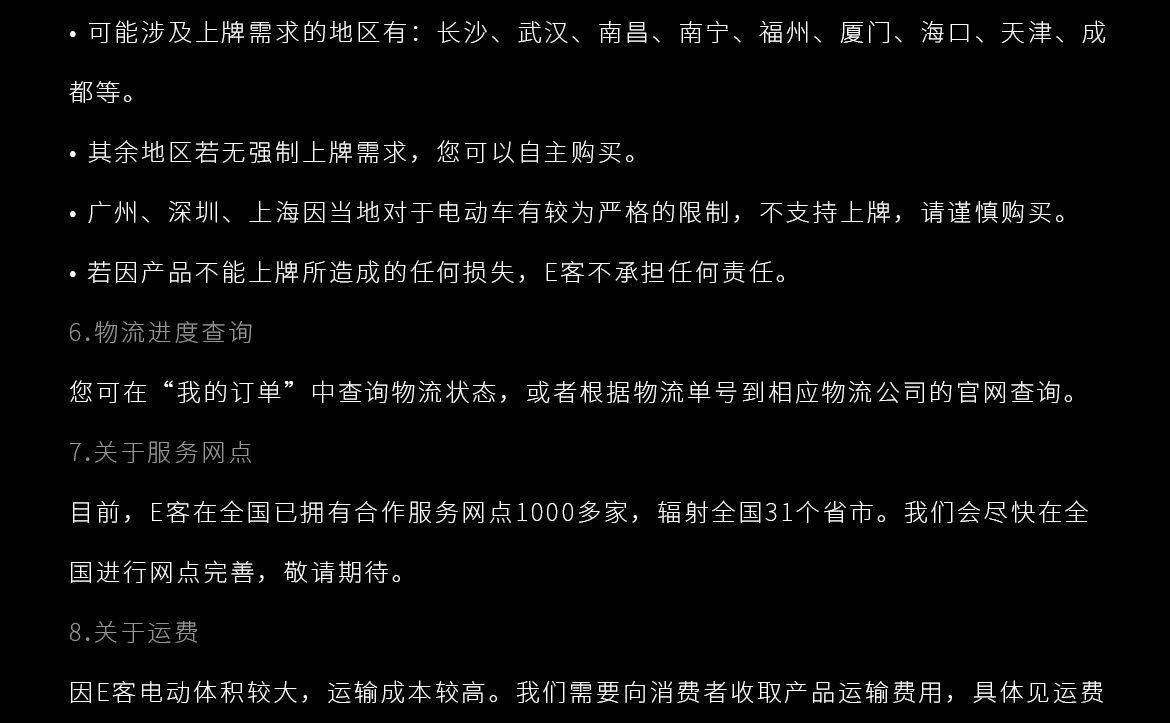 • 可能涉及上牌需求的地区有：长沙、武汉、南昌、南宁、福州、厦门、海口、天津、成
都等。
• 其余地区若无强制上牌需求，您可以自主购买。
• 广州、深圳、上海因当地对于电动车有较为严格的限制，不支持上牌，请谨慎购买。
• 若因产品不能上牌所造成的任何损失，E客不承担任何责任。
6.物流进度查询
您可在“我的订单”中查询物流状态，或者根据物流单号到相应物流公司的官网查询。
7.关于服务网点
目前，E客在全国已拥有合作服务网点1000多家，辐射全国31个省市。我们会尽快在全
国进行网点完善，敬请期待。
8.关于运费
因E客电动体积较大，运输成本较高。我们需要向消费者收取产品运输费用，具体见运费